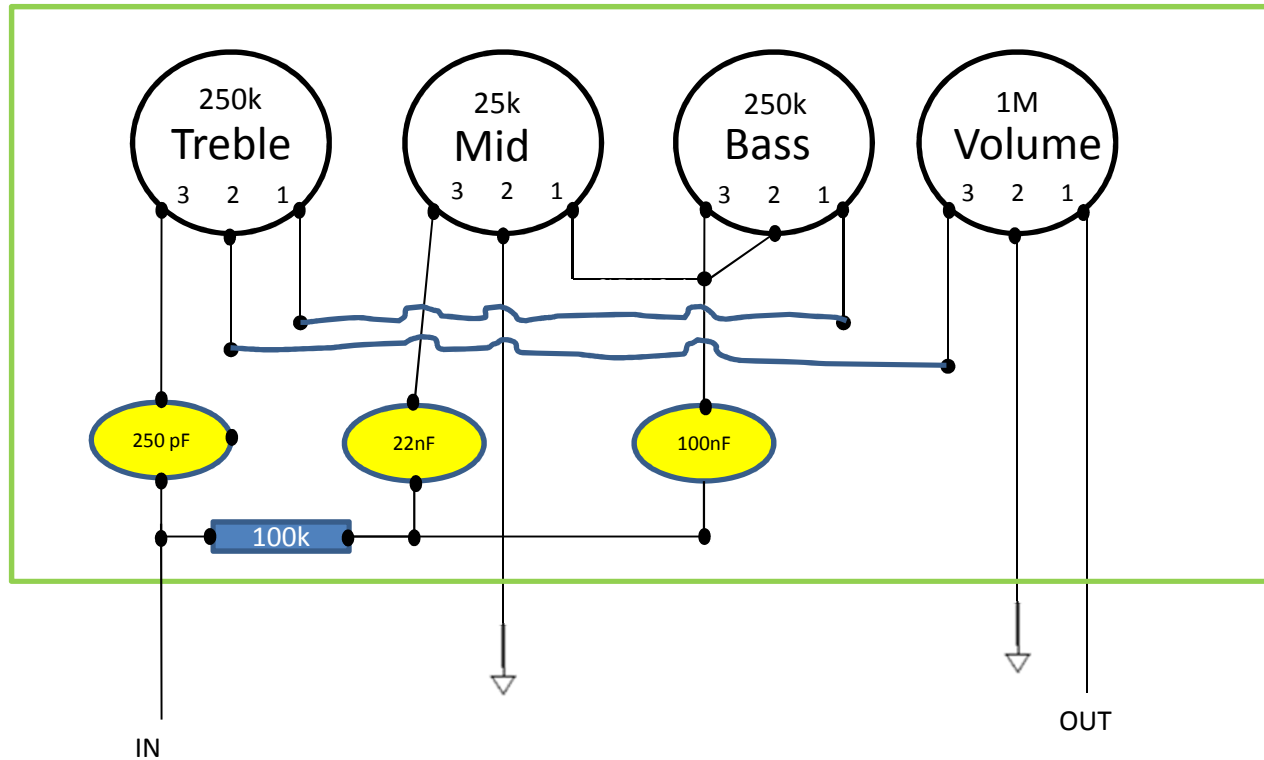 250k
Treble
3 2 1
25k
Mid
3 2 1
250k
Bass
3 2 1
1M
Volume
3 2 1
250 pF
22nF
100nF
100k
IN
OUT